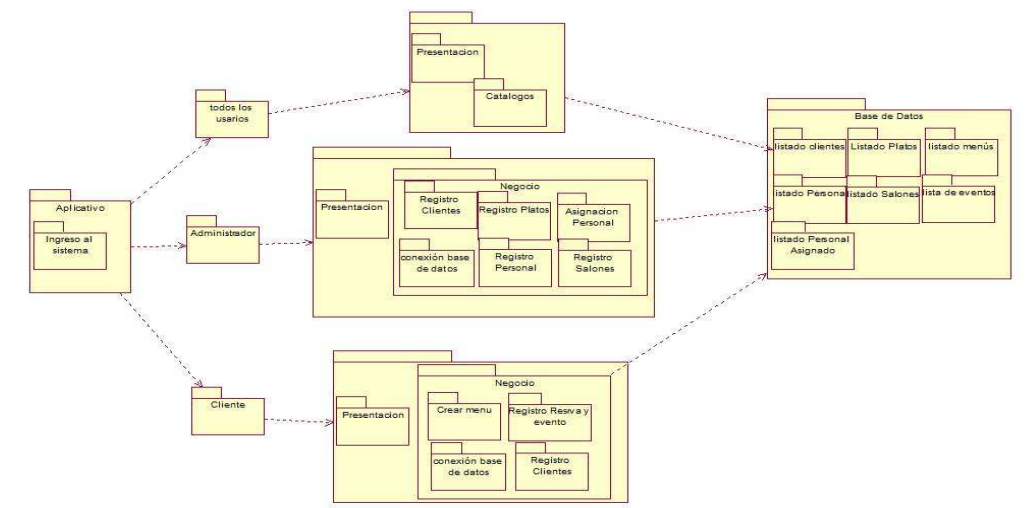 Presentacion
Catalogos
todos los
usarios
Base de Datos
listado clientes
Listado Platos
listado menús
listado Personal
listado Salones
lista de eventos
listado Personal
Asignado
Aplicativo
Ingreso al
sistema
Administrador
Presentacion
Negocio
Registro
Clientes
Registro Platos
Asignacion
Personal
conexión base
de datos
Registro
Personal
Registro
Salones
Cliente
Presentacion
Negocio
Crear menu
Registro Resrva y
evento
conexión base
de datos
Registro
Clientes